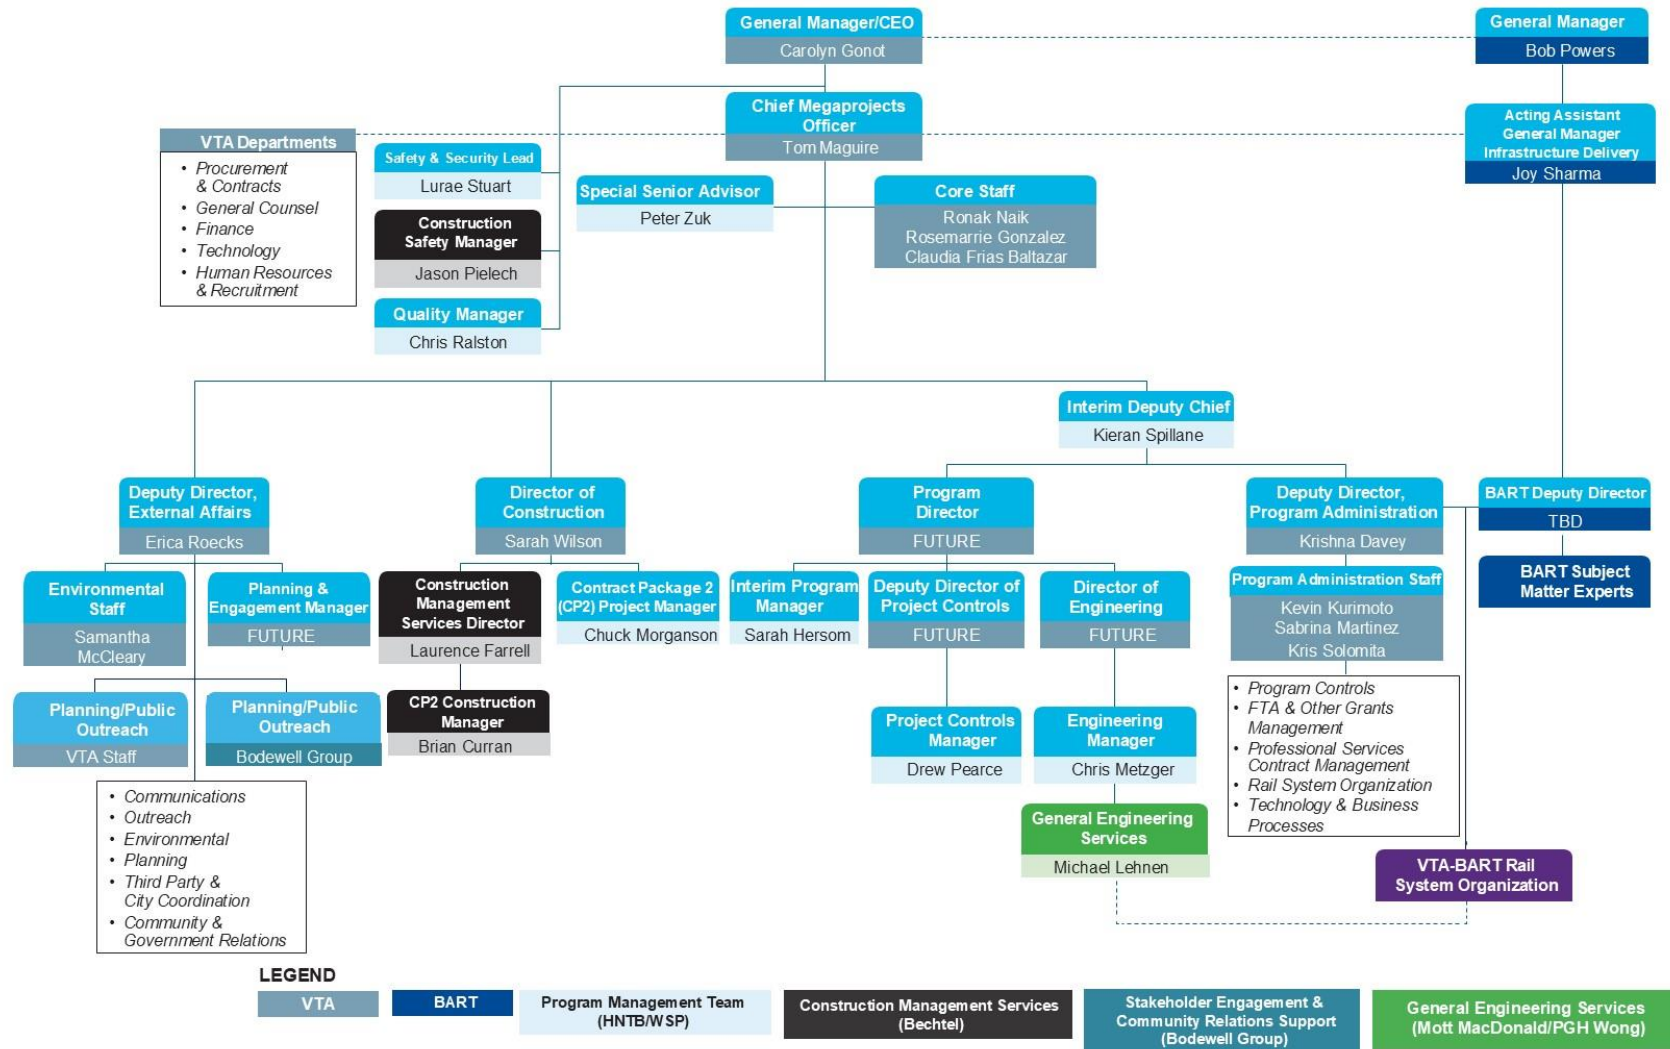 General Manager/CEO
Carolyn Gonot
General Manager
Bob Powers
Chief Megaprojects
Officer
Tom Maguire
Acting Assistant
General Manager
Infrastructure Delivery
Joy Sharma
VTA Departments
• Procurement
& Contracts
• General Counsel
• Finance
• Technology
• Human Resources
& Recruitment
Safety & Security Lead
Lurae Stuart
Construction
Safety Manager
Jason Pielech
Quality Manager
Chris Ralston
Special Senior Advisor
Peter Zuk
Core Staff
Ronak Naik
Rosemarrie Gonzalez
Claudia Frias Baltazar
Interim Deputy Chief
Kieran Spillane
Deputy Director,
External Affairs
Erica Roecks
Director of
Construction
Sarah Wilson
Program
Director
FUTURE
Deputy Director,
Program Administration
Krishna Davey
BART Deputy Director
TBD
Environmental
Staff
Samantha
McCleary
Planning &
Engagement Manager
FUTURE
Construction
Management
Services Director
Laurence Farrell
Contract Package 2
(CP2) Project Manager
Chuck Morganson
Interim Program
Manager
Sarah Hersom
Deputy Director of
Project Controls
FUTURE
Director of
Engineering
FUTURE
Program Administration Staff
Kevin Kurimoto
Sabrina Martinez
Kris Solomita
BART Subject
Matter Experts
Planning/Public
Outreach
VTA Staff
Planning/Public
Outreach
Bodewell Group
CP2 Construction
Manager
Brian Curran
Project Controls
Manager
Drew Pearce
Engineering
Manager
Chris Metzger
• Program Controls
• FTA & Other Grants
Management
• Professional Services
Contract Management
• Rail System Organization
• Technology & Business
Processes
• Communications
• Outreach
• Environmental
• Planning
• Third Party &
City Coordination
• Community &
Government Relations
General Engineering
Services
Michael Lehnen
VTA-BART Rail
System Organization
LEGEND
VTA
BART
Program Management Team
(HNTB/WSP)
Construction Management Services
(Bechtel)
Stakeholder Engagement &
Community Relations Support
(Bodewell Group)
General Engineering Services
(Mott MacDonald/PGH Wong)